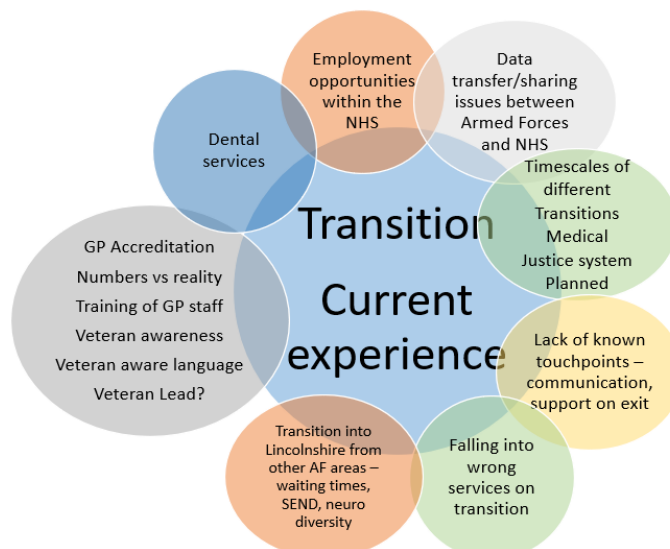 Transition
Current
experience
Employment
opportunities
within the
NHS
Data
transfer/sharing
issues between
Armed Forces
and NHS
Timescales of
different
Transitions
Medical
Justice system
Planned
Lack of known
touchpoints –
communication,
support on exit
Falling into
wrong
services on
transition
Transition into
Lincolnshire from
other AF areas –
waiting times,
SEND, neuro
diversity
GP Accreditation
Numbers vs reality
Training of GP staff
Veteran awareness
Veteran aware language
Veteran Lead?
Dental
services